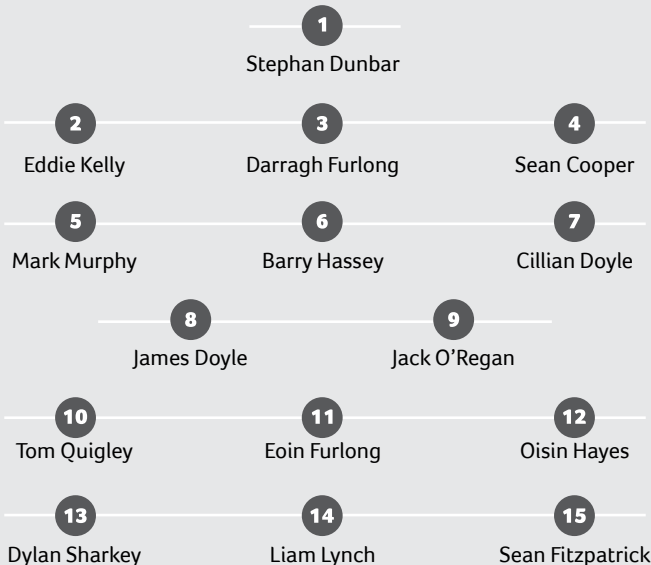 1
Stephan Dunbar
2 3 4
Eddie Kelly Darragh Furlong Sean Cooper
5 6 7
Mark Murphy Barry Hassey Cillian Doyle
8 9
James Doyle Jack O’Regan
10 11 12
Tom Quigley Eoin Furlong Oisin Hayes
13 14 15
Dylan Sharkey Liam Lynch Sean Fitzpatrick